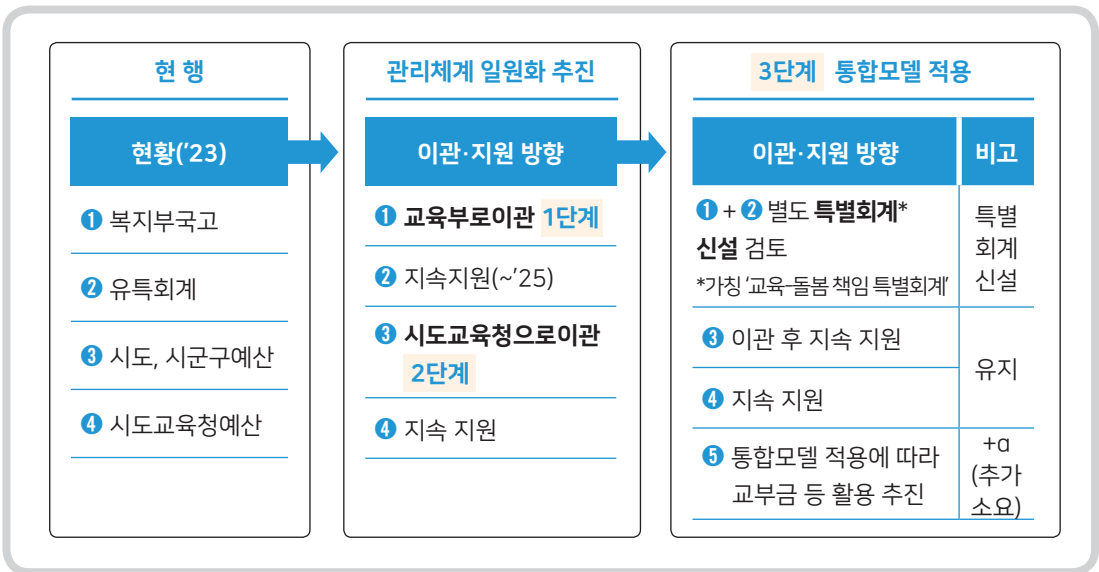 현 행
현황('23)
❶ 복지부국고
❷ 유특회계
❸ 시도, 시군구예산
❹ 시도교육청예산
관리체계 일원화 추진
이관·지원 방향
❶ 교육부로이관 1단계
❷ 지속지원(~'25)
❸ 시도교육청으로이관
2단계
❹ 지속 지원
3단계 통합모델 적용
이관·지원 방향
비고
❶ + ❷ 별도 특별회계*
신설 검토
*가칭 '교육-돌봄 책임 특별회계'
특별
회계
신설
❸ 이관 후 지속 지원
❹ 지속 지원
유지
❺ 통합모델 적용에 따라
교부금 등 활용 추진
+α
(추가
소요)